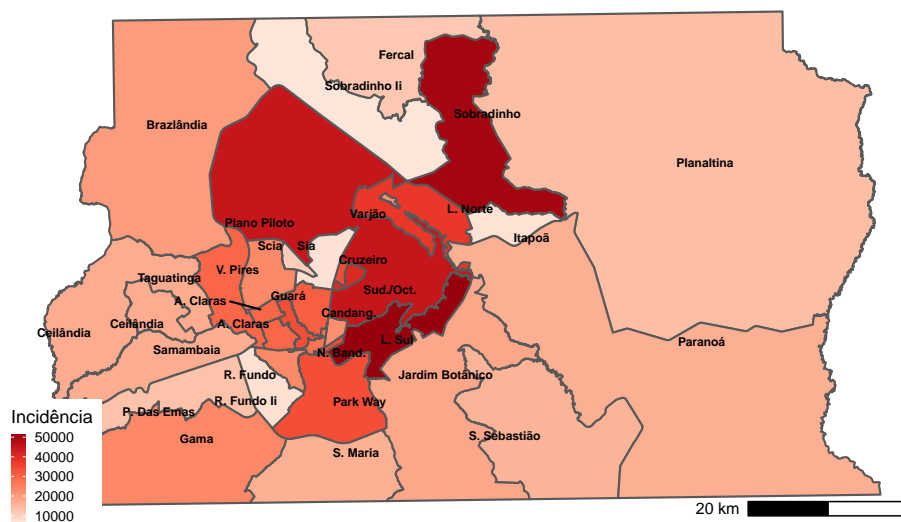 Fercal
Sobradinho Ii
Sobradinho
Brazlândia
Planaltina
L. Norte
Varjão
Plano Piloto
Itapoã
Scia
Sia
Cruzeiro
V. Pires
Taguatinga
Sud./Oct.
Guará
A. Claras
Candang.
Ceilândia
A. Claras
Ceilândia
L. Sul
Paranoá
Samambaia
N. Band.
R. Fundo
Jardim Botânico
R. Fundo Ii
Park Way
P. Das Emas
Gama
S. Sebastião
S. Maria
Incidência
50000
40000
30000
20000
10000
20 km